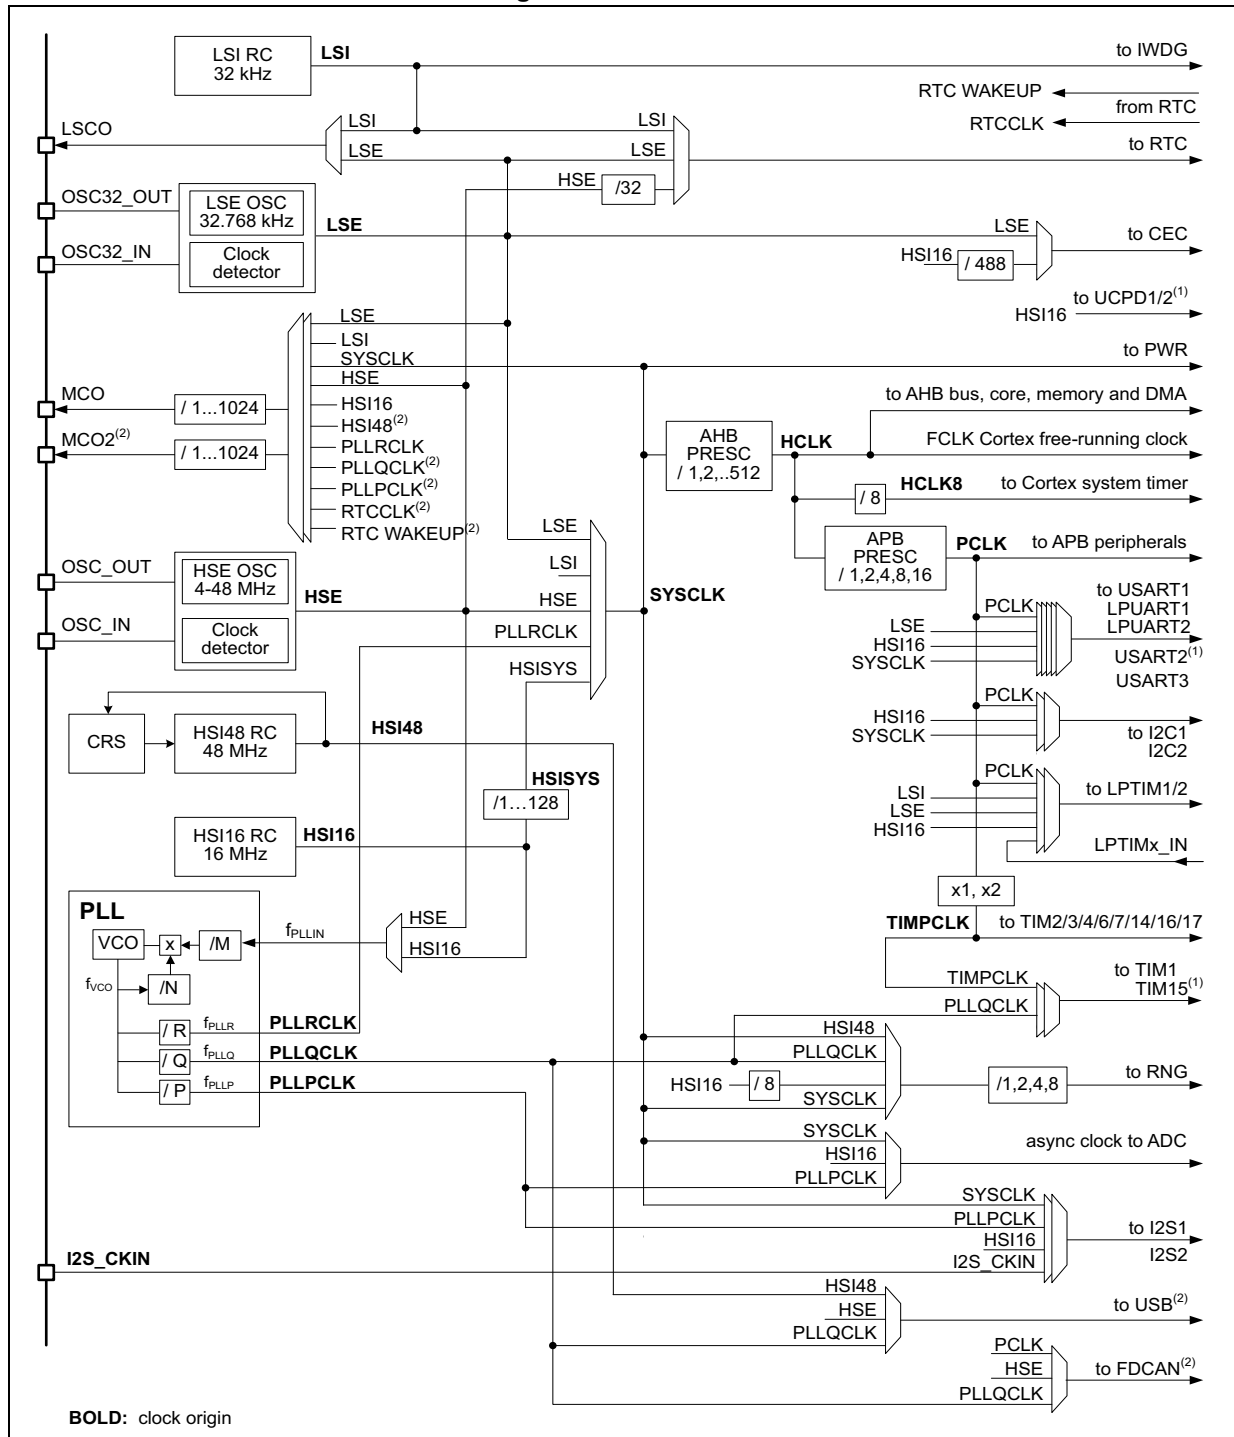 LSI RC
32 kHz
LSI
to IWDG
RTC WAKEUP
from RTC
RTCCLK
LSCO
LSI
LSE
LSI
LSE
HSE
/32
to RTC
OSC32_OUT
LSE OSC
32.768 kHz
OSC32_IN
Clock
detector
LSE
LSE
HSI16
/ 488
to CEC
to UCPD1/2(1)
HSI16
LSE
LSI
SYSCLK
HSE
HSI16
HSI48(2)
PLLRCLK
PLLQCLK(2)
PLLPCLK(2)
RTCCLK(2)
RTC WAKEUP(2)
MCO
/ 1...1024
MCO2(2)
/ 1...1024
to PWR
to AHB bus, core, memory and DMA
AHB
PRESC
/ 1,2,..512
HCLK
FCLK Cortex free-running clock
/ 8
HCLK8
to Cortex system timer
APB
PRESC
/ 1,2,4,8,16
PCLK
to APB peripherals
OSC_OUT
HSE OSC
4-48 MHz
OSC_IN
Clock
detector
HSE
LSE
LSI
HSE
PLLRCLK
HSISYS
SYSCLK
PCLK
LSE
HSI16
SYSCLK
to USART1
LPUART1
LPUART2
USART2(1)
USART3
CRS
HSI48 RC
48 MHz
HSI48
PCLK
HSI16
SYSCLK
to I2C1
I2C2
HSISYS
/1…128
HSI16 RC
16 MHz
HSI16
PCLK
LSI
LSE
HSI16
to LPTIM1/2
LPTIMx_IN
x1, x2
TIMPCLK
to TIM2/3/4/6/7/14/16/17
PLL
VCO
x
/M
fPLLIN
HSE
HSI16
fVCO
/N
/ R
fPLLR
PLLRCLK
/ Q
fPLLQ
PLLQCLK
/ P
fPLLP
PLLPCLK
TIMPCLK
PLLQCLK
to TIM1
TIM15(1)
HSI48
PLLQCLK
HSI16
/ 8
SYSCLK
/1,2,4,8
to RNG
SYSCLK
HSI16
PLLPCLK
async clock to ADC
SYSCLK
PLLPCLK
HSI16
I2S_CKIN
to I2S1
I2S2
I2S_CKIN
HSI48
HSE
PLLQCLK
to USB(2)
PCLK
HSE
PLLQCLK
to FDCAN(2)
BOLD: clock origin